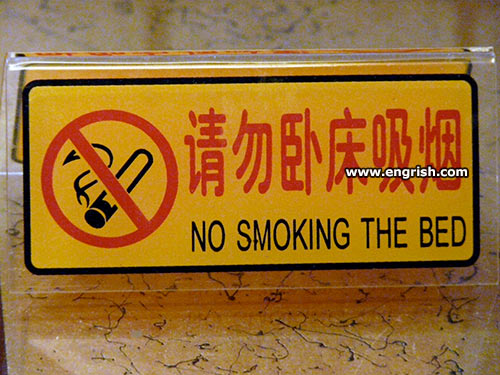 请勿卧床吸烟
www.engrish.com
NO SMOKING THE BED